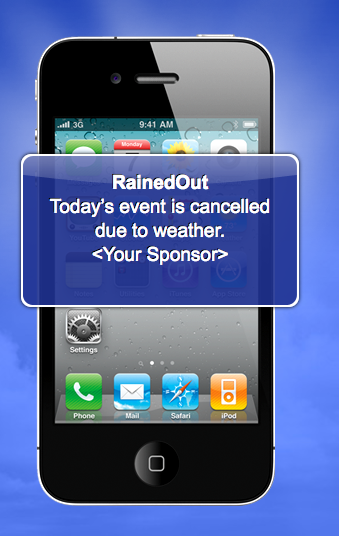 3G 9:41 AM
Monday
RainedOut
Today's event is cancelled
due to weather.
<Your Sponsor>
Settings
Phone Mail Safari iPod